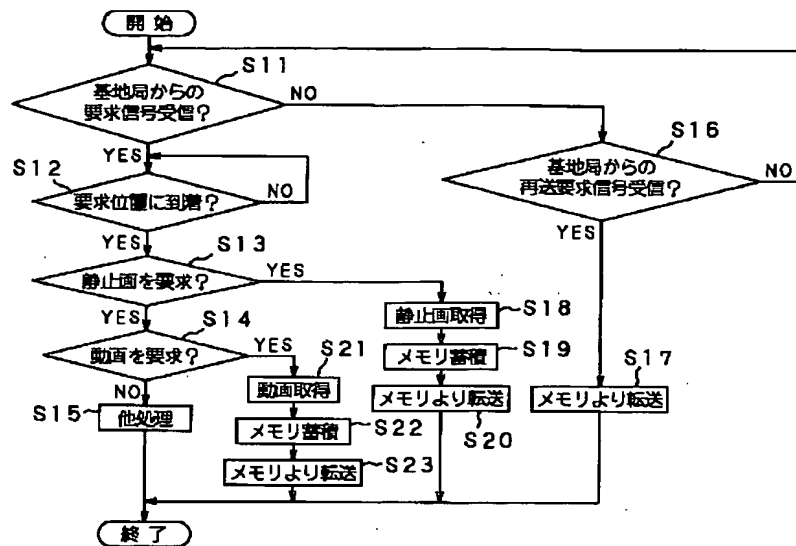 開始
S11
基地局からの
要求信号受信?
NO
YES
S16
基地局からの
再送要求信号受信?
NO
YES
S12
要求位置に到着?
NO
YES
S13
静止画を要求?
YES
YES
S14
動画を要求?
YES
NO
S15
他処理
S21
動画取得
S22
メモリ蓄積
S23
メモリより転送
S18
静止画取得
S19
メモリ蓄積
S20
メモリより転送
S17
メモリより転送
終了